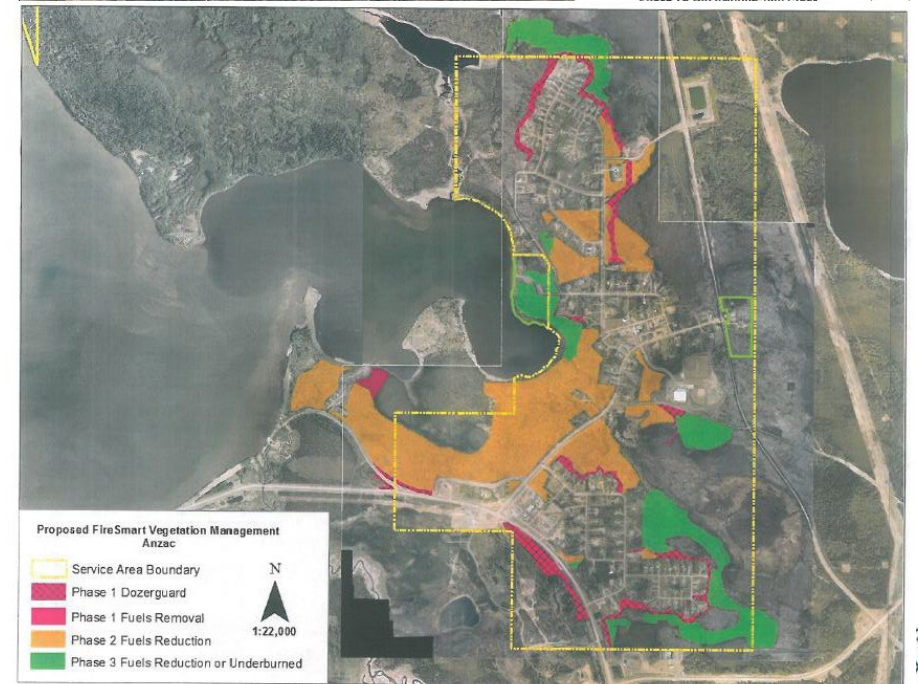 Proposed FireSmart Vegetation Management
Anzac
Service Area Boundary
Phase 1 Dozerguard
Phase 1 Fuels Removal
Phase 2 Fuels Reduction
Phase 3 Fuels Reduction or Underburned
N
1:22,000